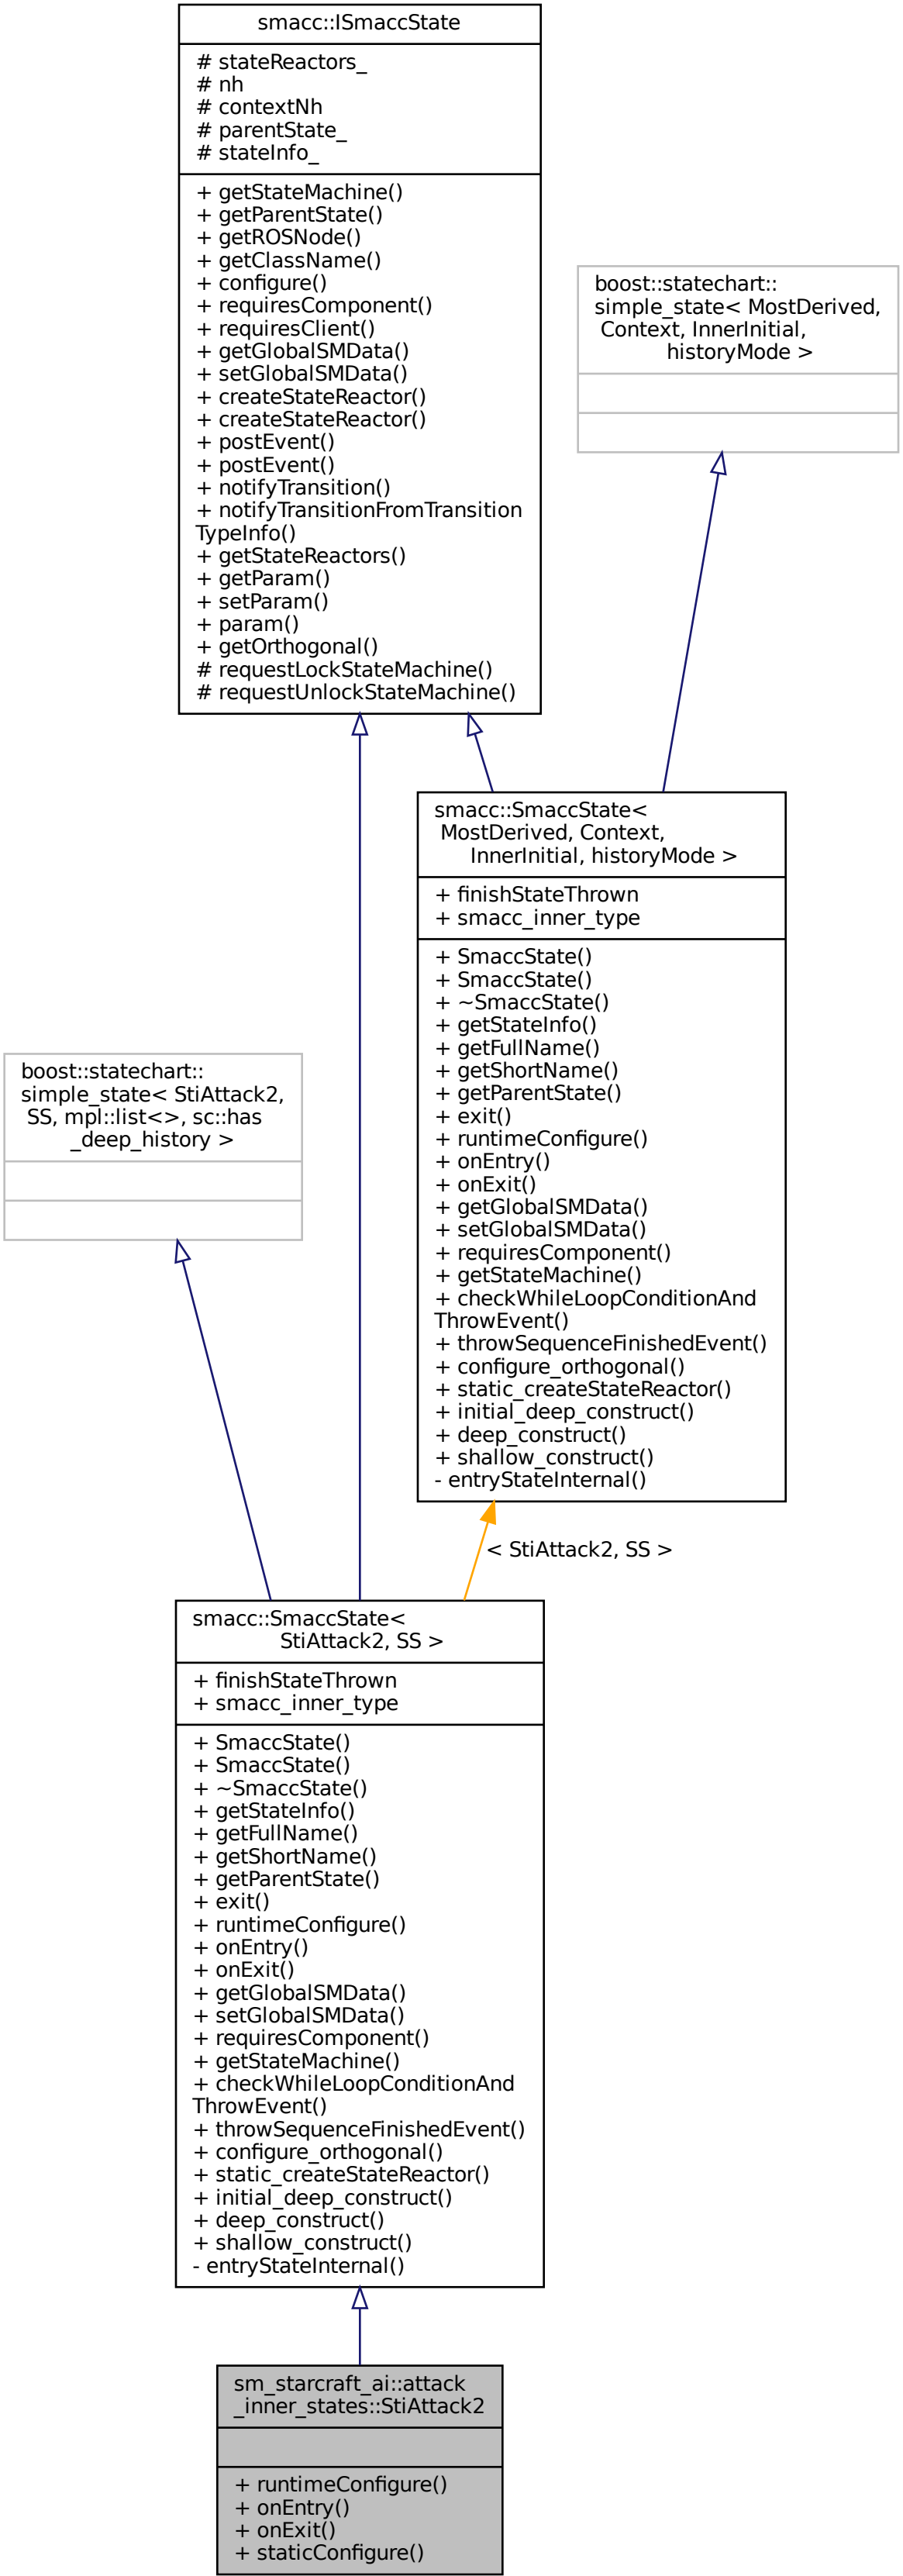 smacc::ISmaccState
# stateReactors_
# nh
# contextNh
# parentState_
# stateInfo_
+ getStateMachine()
+ getParentState()
+ getROSNode()
+ getClassName()
+ configure()
+ requiresComponent()
+ requiresClient()
+ getGlobalSMData()
+ setGlobalSMData()
+ createStateReactor()
+ createStateReactor()
+ postEvent()
+ postEvent()
+ notifyTransition()
+ notifyTransitionFromTransition
TypeInfo()
+ getStateReactors()
+ getParam()
+ setParam()
+ param()
+ getOrthogonal()
# requestLockStateMachine()
# requestUnlockStateMachine()
boost::statechart::
simple_state< MostDerived,
Context, InnerInitial,
historyMode >
smacc::SmaccState<
MostDerived, Context,
InnerInitial, historyMode >
+ finishStateThrown
+ smacc_inner_type
+ SmaccState()
+ SmaccState()
+ ~SmaccState()
+ getStateInfo()
+ getFullName()
+ getShortName()
+ getParentState()
+ exit()
+ runtimeConfigure()
+ onEntry()
+ onExit()
+ getGlobalSMData()
+ setGlobalSMData()
+ requiresComponent()
+ getStateMachine()
+ checkWhileLoopConditionAnd
ThrowEvent()
+ throwSequenceFinishedEvent()
+ configure_orthogonal()
+ static_createStateReactor()
+ initial_deep_construct()
+ deep_construct()
+ shallow_construct()
- entryStateInternal()
boost::statechart::
simple_state< StiAttack2,
SS, mpl::list<>, sc::has
_deep_history >
< StiAttack2, SS >
smacc::SmaccState<
StiAttack2, SS >
+ finishStateThrown
+ smacc_inner_type
+ SmaccState()
+ SmaccState()
+ ~SmaccState()
+ getStateInfo()
+ getFullName()
+ getShortName()
+ getParentState()
+ exit()
+ runtimeConfigure()
+ onEntry()
+ onExit()
+ getGlobalSMData()
+ setGlobalSMData()
+ requiresComponent()
+ getStateMachine()
+ checkWhileLoopConditionAnd
ThrowEvent()
+ throwSequenceFinishedEvent()
+ configure_orthogonal()
+ static_createStateReactor()
+ initial_deep_construct()
+ deep_construct()
+ shallow_construct()
- entryStateInternal()
sm_starcraft_ai::attack
_inner_states::StiAttack2
+ runtimeConfigure()
+ onEntry()
+ onExit()
+ staticConfigure()